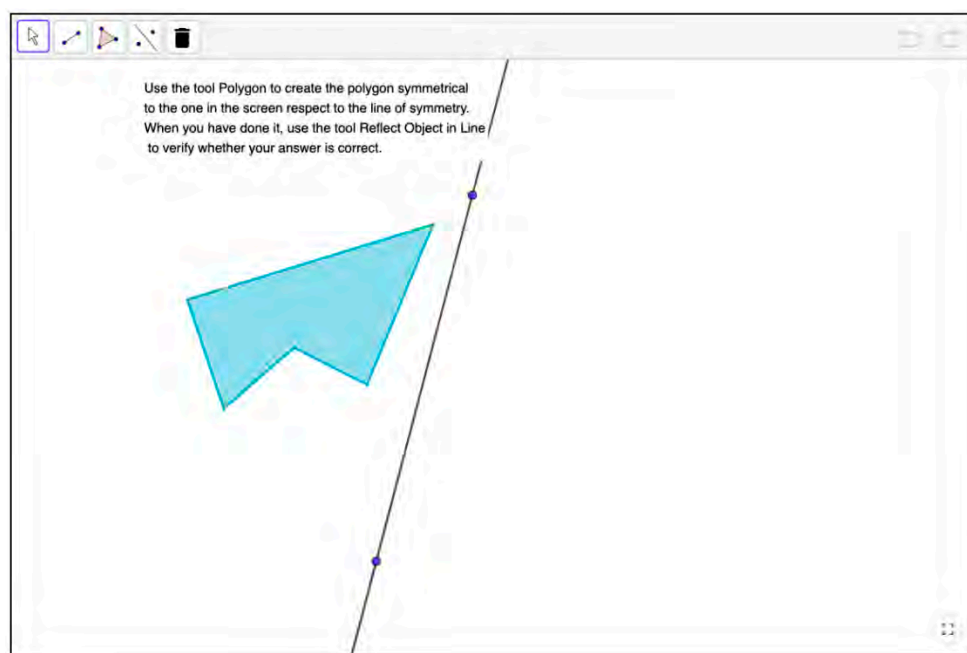 Use the tool Polygon to create the polygon symmetrical
to the one in the screen respect to the line of symmetry.
When you have done it, use the tool Reflect Object in Line
to verify whether your answer is correct.